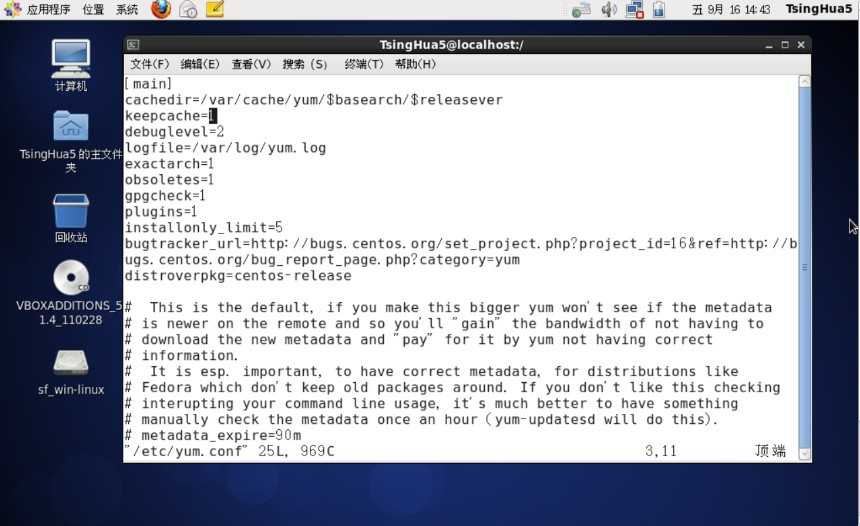 应用程序 位置 系统
五 9月 16 14:43 TsingHua5
TsingHua5@localhost:/
文件(F) 编辑(E) 查看(V) 搜索 (S) 终端(T) 帮助(H)
计算机
TsingHua5 的主文件
夹
回收站
CD
VBOXADDITIONS_5
1.4_110228
sf_win-linux
[main]
cachedir=/var/cache/yum/$basearch/$releasever
keepcache=1
debuglevel=2
logfile=/var/log/yum.log
exactarch=1
obsoletes=1
gpgcheck=1
plugins=1
installonly_limit=5
bugtracker_url=http://bugs.centos.org/set_project.php?project_id=16&ref=http://b
ugs.centos.org/bug_report_page.php?category=yum
distroverpkg=centos-release
#  This is the default, if you make this bigger yum won't see if the metadata
# is newer on the remote and so you'll "gain" the bandwidth of not having to
# download the new metadata and "pay" for it by yum not having correct
# information.
#  It is esp. important, to have correct metadata, for distributions like
# Fedora which don't keep old packages around. If you don't like this checking
# interupting your command line usage, it's much better to have something
# manually check the metadata once an hour (yum-updatesd will do this).
# metadata_expire=90m
"/etc/yum.conf" 25L, 969C 3,11 顶端